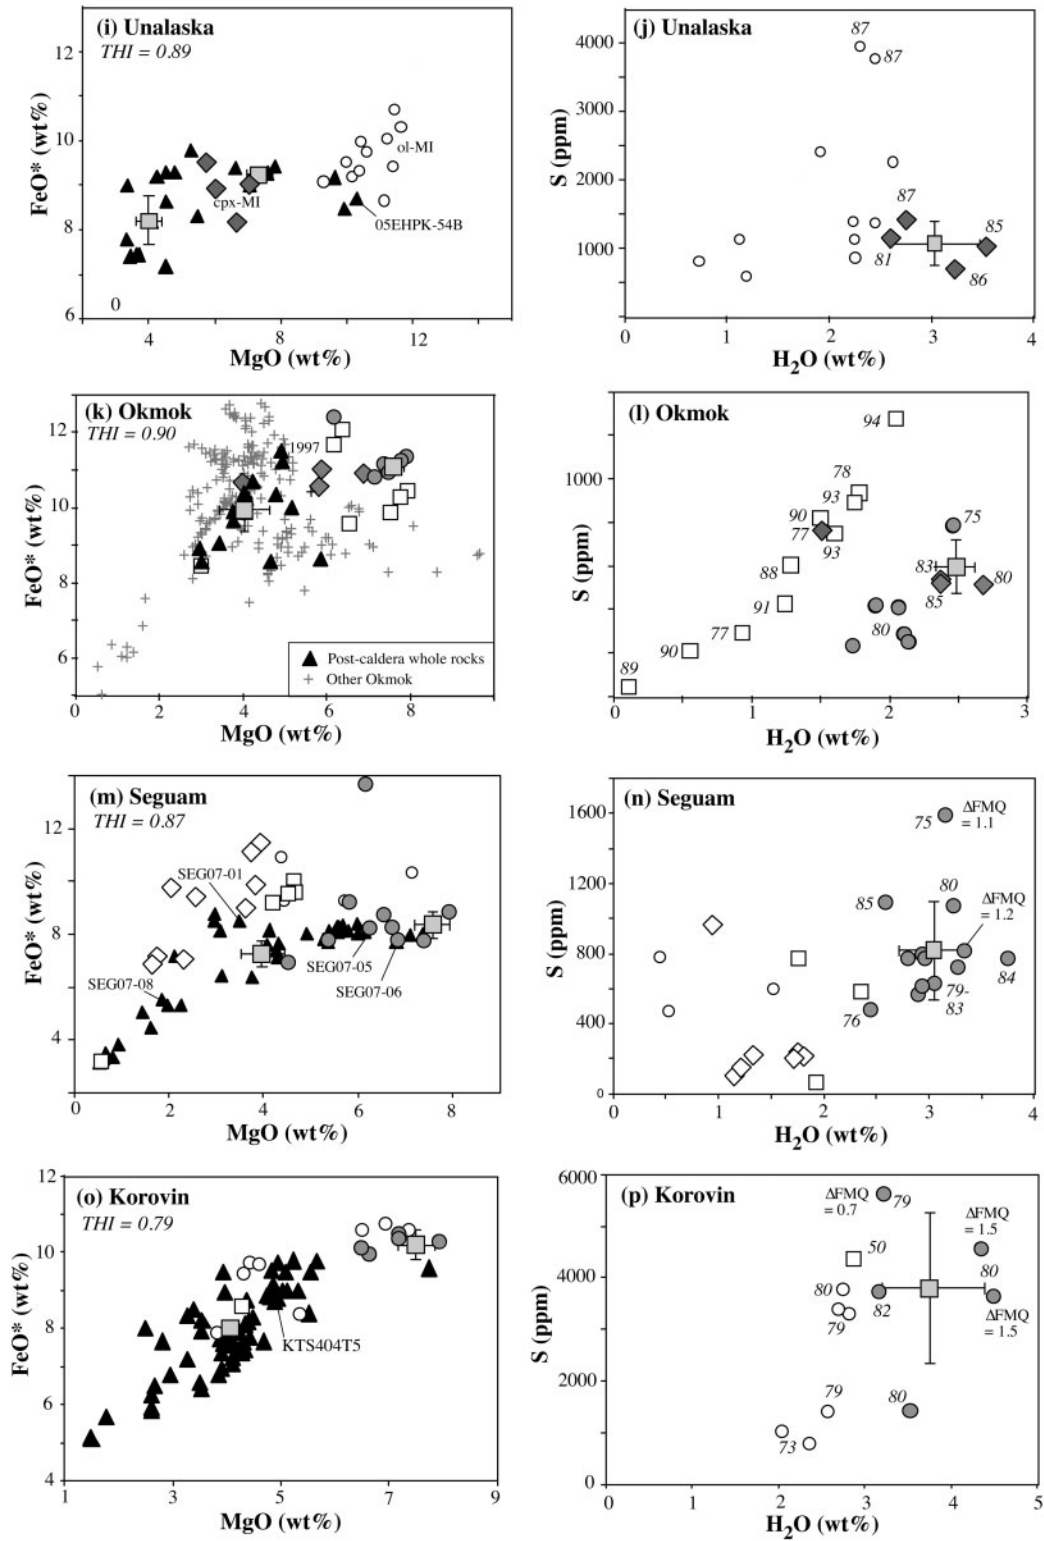 (i) Unalaska
THI = 0.89
12
10
8
6
FeO* (wt%)
ol-MI
cpx-MI
05EHPK-54B
0
4
8
12
MgO (wt%)
(j) Unalaska
4000
3000
2000
1000
0
S (ppm)
87
87
87
85
81
86
0
1
2
3
4
H2O (wt%)
(k) Okmok
THI = 0.90
12
10
8
6
FeO* (wt%)
1997
Post-caldera whole rocks
Other Okmok
0
2
4
6
8
MgO (wt%)
(l) Okmok
1000
S (ppm)
94
78
93
90
77
93
88
91
77
90
89
75
83
85
80
80
0
1
2
3
H2O (wt%)
(m) Seguam
THI = 0.87
12
8
4
FeO* (wt%)
SEG07-01
SEG07-05
SEG07-06
SEG07-08
0
2
4
6
8
MgO (wt%)
(n) Seguam
1600
1200
800
400
0
S (ppm)
75
ΔFMQ
= 1.1
85
80
ΔFMQ
= 1.2
84
79-
83
76
0
1
2
3
4
H2O (wt%)
(o) Korovin
THI = 0.79
12
10
8
6
4
FeO* (wt%)
KTS404T5
1
3
5
7
9
MgO (wt%)
(p) Korovin
6000
4000
2000
0
S (ppm)
ΔFMQ
= 0.7
79
ΔFMQ
= 1.5
50
80
80
82
79
ΔFMQ
= 1.5
79
80
73
0
1
2
3
4
5
H2O (wt%)